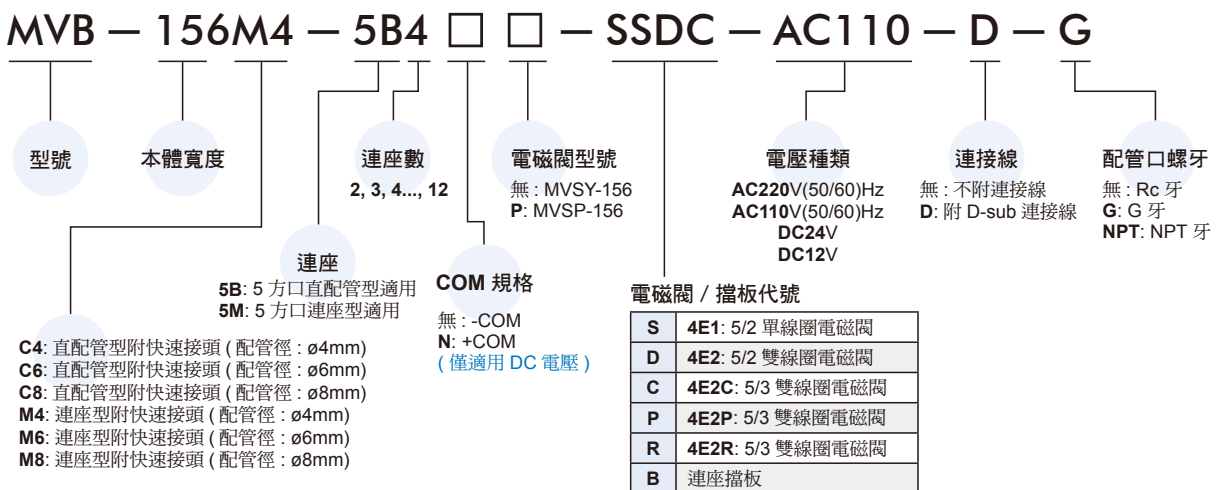 MVB — 156M4 — 5B4 □ □ — SSDC — AC110 — D — G
型號
本體寬度
連座數
2, 3, 4..., 12
電磁閥型號
無 : MVSY-156
P: MVSP-156
電壓種類
AC220V(50/60)Hz
AC110V(50/60)Hz
DC24V
DC12V
連接線
無 : 不附連接線
D: 附 D-sub 連接線
配管口螺牙
無 : Rc 牙
G: G 牙
NPT: NPT 牙
連座
5B: 5 方口直配管型適用
5M: 5 方口連座型適用
COM 規格
無 : -COM
N: +COM
( 僅適用 DC 電壓 )
C4: 直配管型附快速接頭 ( 配管徑 : ø4mm)
C6: 直配管型附快速接頭 ( 配管徑 : ø6mm)
C8: 直配管型附快速接頭 ( 配管徑 : ø8mm)
M4: 連座型附快速接頭 ( 配管徑 : ø4mm)
M6: 連座型附快速接頭 ( 配管徑 : ø6mm)
M8: 連座型附快速接頭 ( 配管徑 : ø8mm)
電磁閥 / 擋板代號
S 4E1: 5/2 單線圈電磁閥
D 4E2: 5/2 雙線圈電磁閥
C 4E2C: 5/3 雙線圈電磁閥
P 4E2P: 5/3 雙線圈電磁閥
R 4E2R: 5/3 雙線圈電磁閥
B 連座擋板